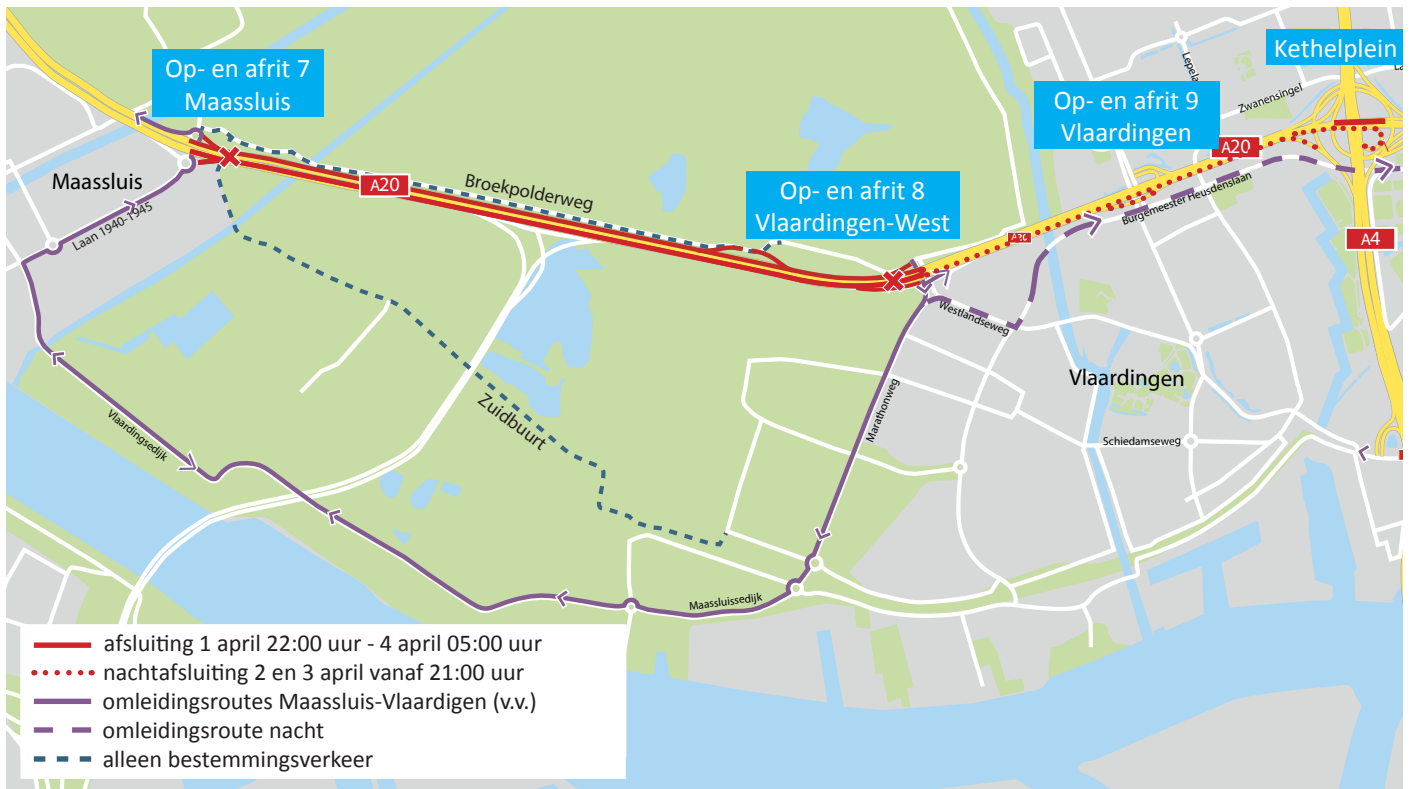 Op- en afrit 7
Maassluis
Kethelplein
Op- en afrit 9
Vlaardingen
Zwanensingel
A20
Maassluis
A20
Broekpolderweg
Op- en afrit 8
Vlaardingen-West
Burgemeester Heusdenslaan
Laan 1940-1945
A20
A4
Westlandseweg
Vlaardingen
Marathonweg
Zuidbuurt
Vlaardingsedijk
Schiedamseweg
Maassluissedijk
afsluiting 1 april 22:00 uur - 4 april 05:00 uur
nachtafsluiting 2 en 3 april vanaf 21:00 uur
omleidingsroutes Maassluis-Vlaardigen (v.v.)
omleidingsroute nacht
alleen bestemmingsverkeer